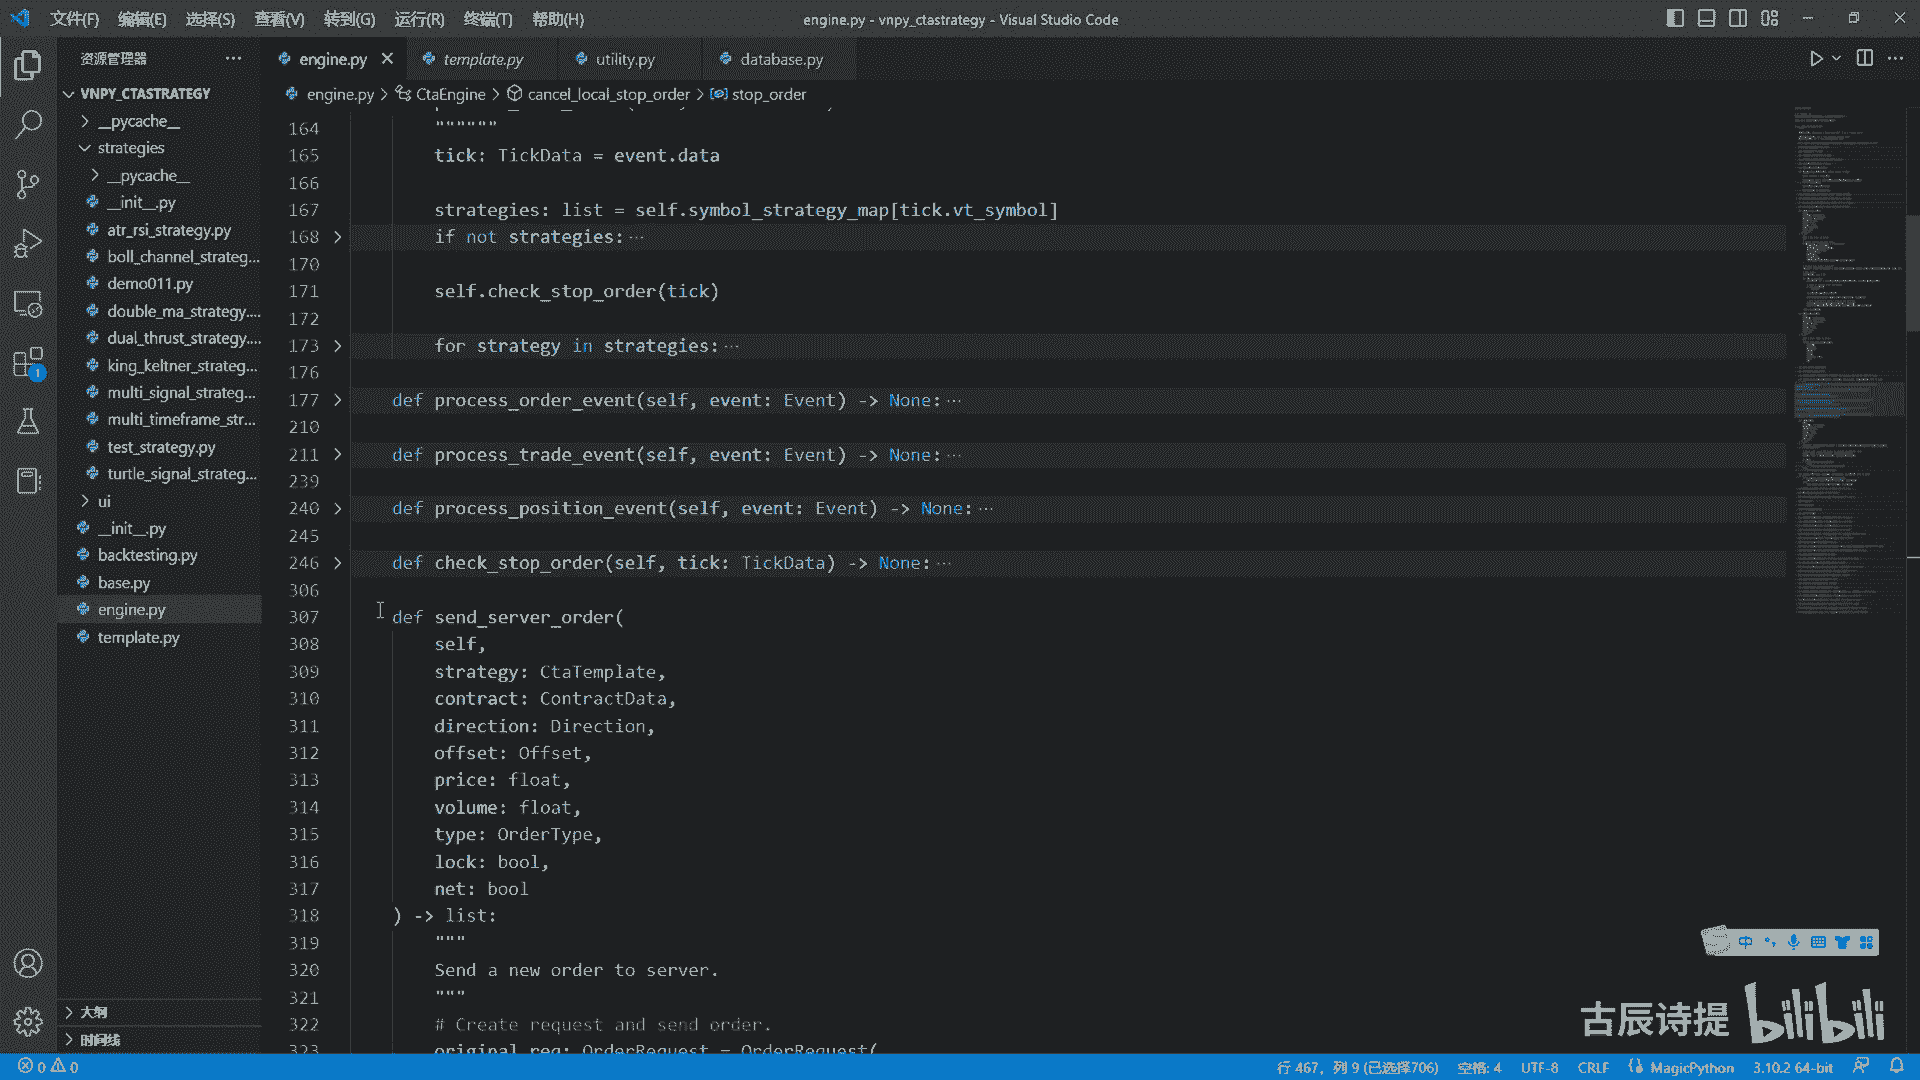 文件(F) 编辑(E) 选择(S) 查看(V) 转到(G) 运行(R) 终端(T) 帮助(H)
engine.py - vnpy_ctastrategy - Visual Studio Code
资源管理器
VNPY_CTASTRATEGY
__pycache__
strategies
__pycache__
__init__.py
atr_rsi_strategy.py
boll_channel_strateg...
demo011.py
double_ma_strategy....
dual_thrust_strategy....
king_keltner_strateg...
multi_signal_strateg...
multi_timeframe_str...
test_strategy.py
turtle_signal_strateg...
ui
__init__.py
backtesting.py
base.py
engine.py
template.py
大纲
时间线
1
engine.py template.py utility.py database.py
engine.py > CtaEngine > cancel_local_stop_order > stop_order
164 """"""
165 tick: TickData = event.data
166
167 strategies: list = self.symbol_strategy_map[tick.vt_symbol]
168 if not strategies:···
170
171 self.check_stop_order(tick)
172
173 for strategy in strategies:···
176
177 def process_order_event(self, event: Event) -> None:···
210
211 def process_trade_event(self, event: Event) -> None:···
239
240 def process_position_event(self, event: Event) -> None:···
245
246 def check_stop_order(self, tick: TickData) -> None:···
306
307 def send_server_order(
308 self,
309 strategy: CtaTemplate,
310 contract: ContractData,
311 direction: Direction,
312 offset: Offset,
313 price: float,
314 volume: float,
315 type: OrderType,
316 lock: bool,
317 net: bool
318 ) -> list:
319 """
320 Send a new order to server.
321 """
322 # Create request and send order.
323 original_req: OrderRequest = OrderRequest(
中
古辰诗提 bilibili
0 0 行 467，列 9 (已选择706) 空格: 4 UTF-8 CRLF MagicPython 3.10.2 64-bit